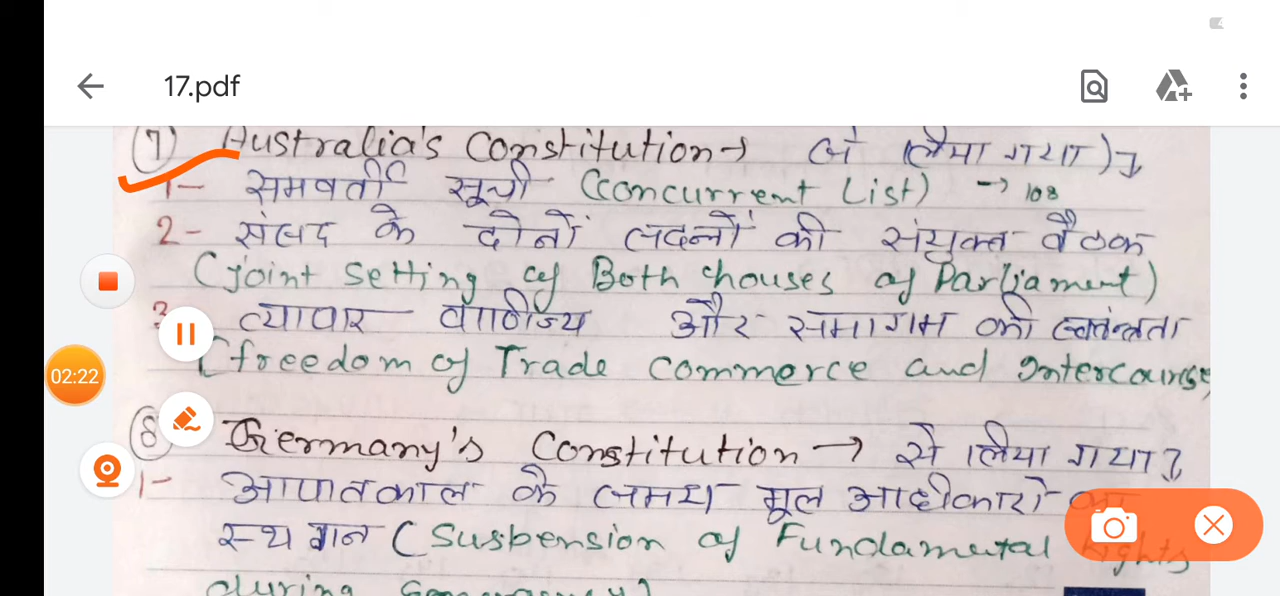 17.pdf
(7) Australia's Constitution → से लिया गया)
1- समवर्ती सूची (Concurrent List) → 108
2- संसद के दोनों सदनों की संयुक्त बैठक
(joint Setting of Both houses of Parliament)
3 व्यापार वाणिज्य और समागम की स्वतंन्त्रता
(freedom of Trade Commerce and Intercourse
02:22
(8) Germany's Constitution → से लिया गया
1- आपातकाल के समय मूल अधीकारो का
स्थगन (Suspension of Fundamental Rights
during